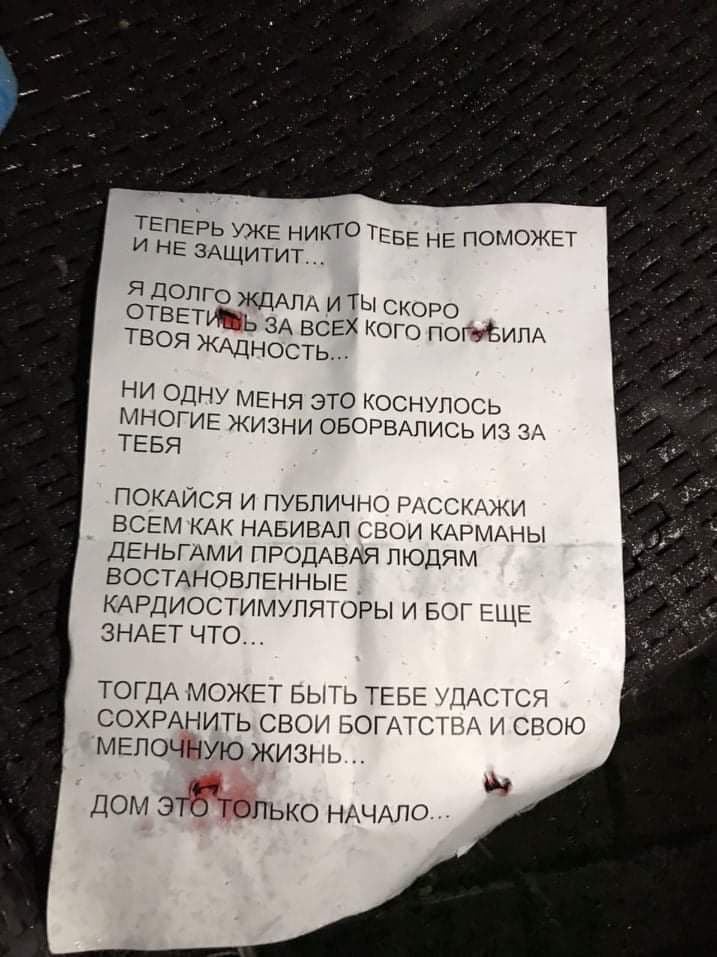 ТЕПЕРЬ УЖЕ НИКТО ТЕБЕ НЕ ПОМОЖЕТ
И НЕ ЗАЩИТИТ...
Я ДОЛГО ЖДАЛА И ТЫ СКОРО
ОТВЕТИШЬ ЗА ВСЕХ КОГО ПОГУБИЛА
ТВОЯ ЖАДНОСТЬ...
НИ ОДНУ МЕНЯ ЭТО КОСНУЛОСЬ
МНОГИЕ ЖИЗНИ ОБОРВАЛИСЬ ИЗ ЗА
ТЕБЯ
ПОКАЙСЯ И ПУБЛИЧНО РАССКАЖИ
ВСЕМ КАК НАБИВАЛ СВОИ КАРМАНЫ
ДЕНЬГАМИ ПРОДАВАЯ ЛЮДЯМ
ВОСТАНОВЛЕННЫЕ
КАРДИОСТИМУЛЯТОРЫ И БОГ ЕЩЕ
ЗНАЕТ ЧТО...
ТОГДА МОЖЕТ БЫТЬ ТЕБЕ УДАСТСЯ
СОХРАНИТЬ СВОИ БОГАТСТВА И СВОЮ
МЕЛОЧНУЮ ЖИЗНЬ...
ДОМ ЭТО ТОЛЬКО НАЧАЛО...